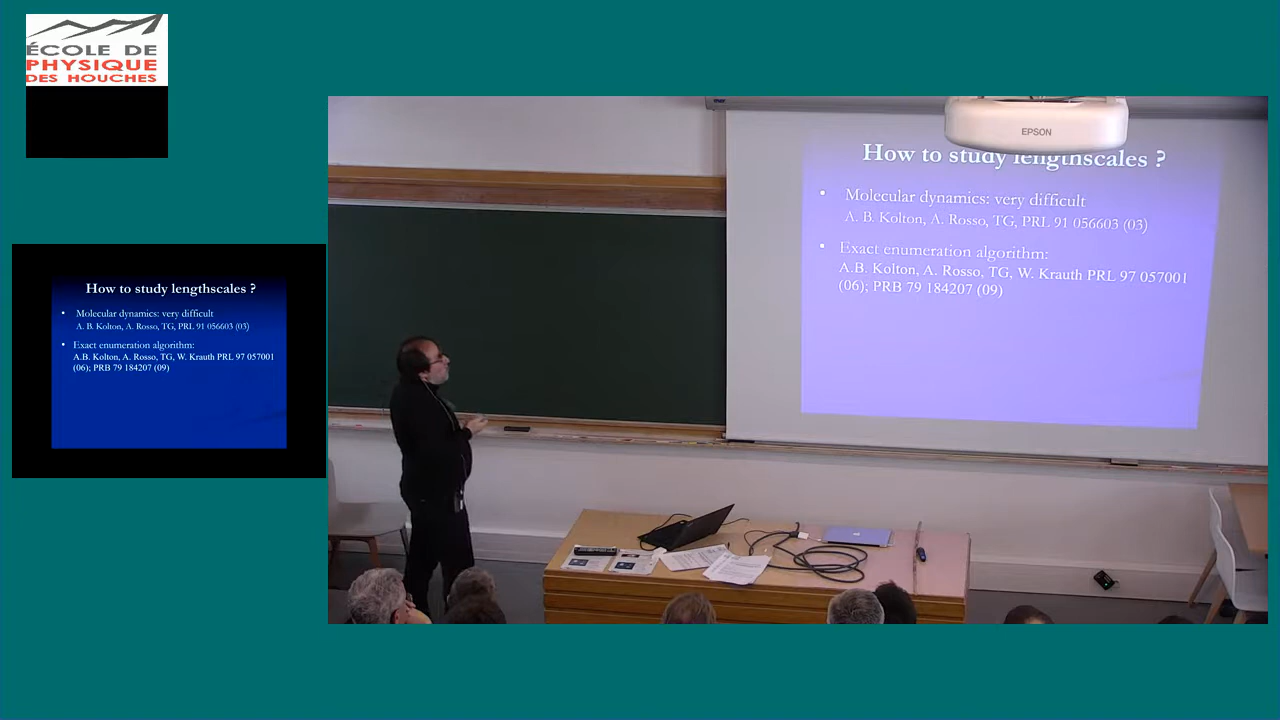 ÉCOLE DE
PHYSIQUE
DES HOUCHES
How to study lengthscales ?
• Molecular dynamics: very difficult
A. B. Kolton, A. Rosso, TG, PRL 91 056603 (03)
• Exact enumeration algorithm:
A.B. Kolton, A. Rosso, TG, W. Krauth PRL 97 057001
(06); PRB 79 184207 (09)
EPSON
How to study lengthscales ?
• Molecular dynamics: very difficult
A. B. Kolton, A. Rosso, TG, PRL 91 056603 (03)
• Exact enumeration algorithm:
A.B. Kolton, A. Rosso, TG, W. Krauth PRL 97 057001
(06); PRB 79 184207 (09)